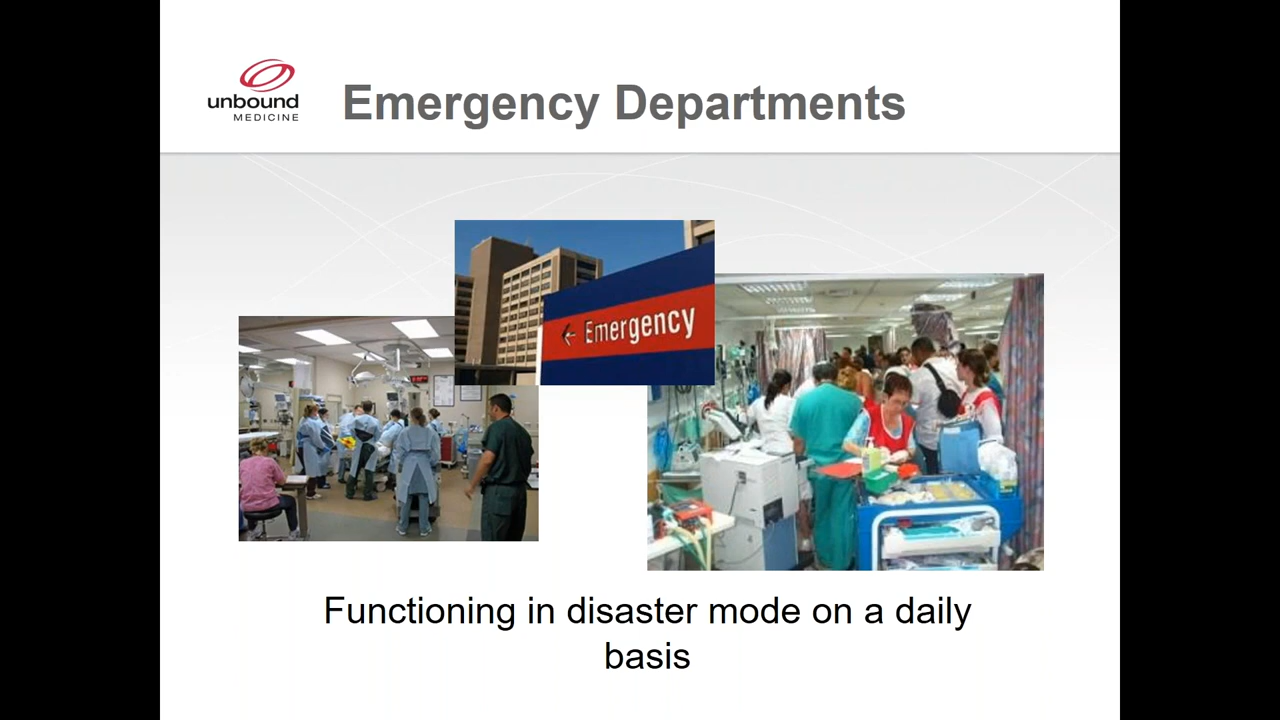 unbound
MEDICINE
Emergency Departments
← Emergency
Functioning in disaster mode on a daily
basis